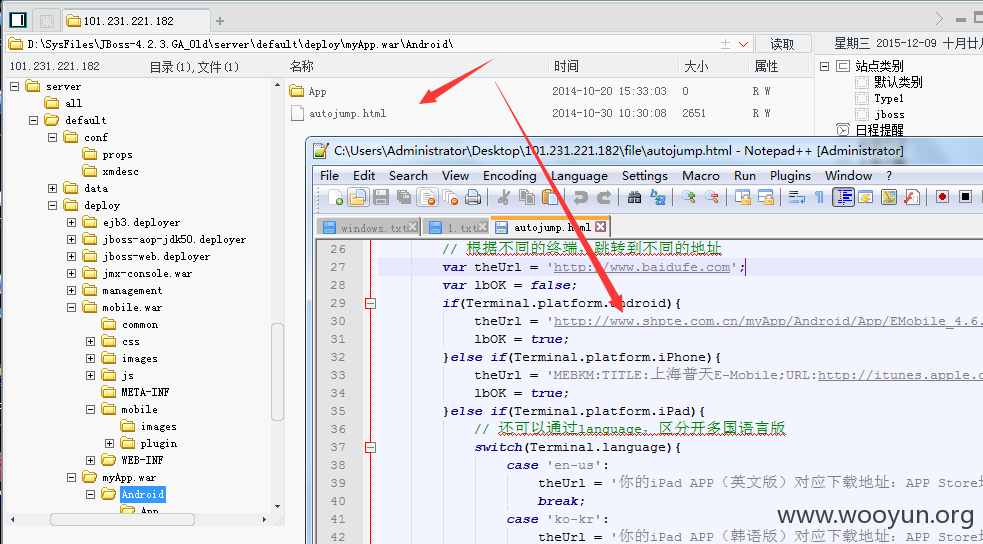 101.231.221.182
D:\SysFiles\JBoss-4.2.3.GA_Old\server\default\deploy\myApp.war\Android\
读取
星期三 2015-12-09 十月廿
101.231.221.182
目录(1),文件(1)
名称
时间
大小
属性
站点类别
server
all
default
conf
props
xmdesc
data
deploy
ejb3.deployer
jboss-aop-jdk50.deployer
jboss-web.deployer
jmx-console.war
management
mobile.war
common
css
images
js
META-INF
mobile
images
plugin
WEB-INF
myApp.war
Android
App
App
2014-10-20 15:33:03
0
R W
autojump.html
2014-10-30 10:30:08
2651
R W
默认类别
Type1
jboss
日程提醒
C:\Users\Administrator\Desktop\101.231.221.182\file\autojump.html - Notepad++ [Administrator]
File Edit Search View Encoding Language Settings Macro Run Plugins Window ?
windows.txt
1.txt
autojump.html
26 // 根据不同的终端，跳转到不同的地址
27 var theUrl = 'http://www.baidufe.com';
28 var lbOK = false;
29 if(Terminal.platform.android){
30 theUrl = 'http://www.shpte.com.cn/myApp/Android/App/EMobile_4.6.
31 lbOK = true;
32 }else if(Terminal.platform.iPhone){
33 theUrl = 'MEBKM:TITLE:上海普天E-Mobile;URL:http://itunes.apple.c
34 lbOK = true;
35 }else if(Terminal.platform.iPad){
36 // 还可以通过language，区分开多国语言版
37 switch(Terminal.language){
38 case 'en-us':
39 theUrl = '你的iPad APP（英文版）对应下载地址：APP Store地
40 break;
41 case 'ko-kr':
42 theUrl = '你的iPad APP（韩语版）对应下载地址：APP Store地
www.wooyun.org